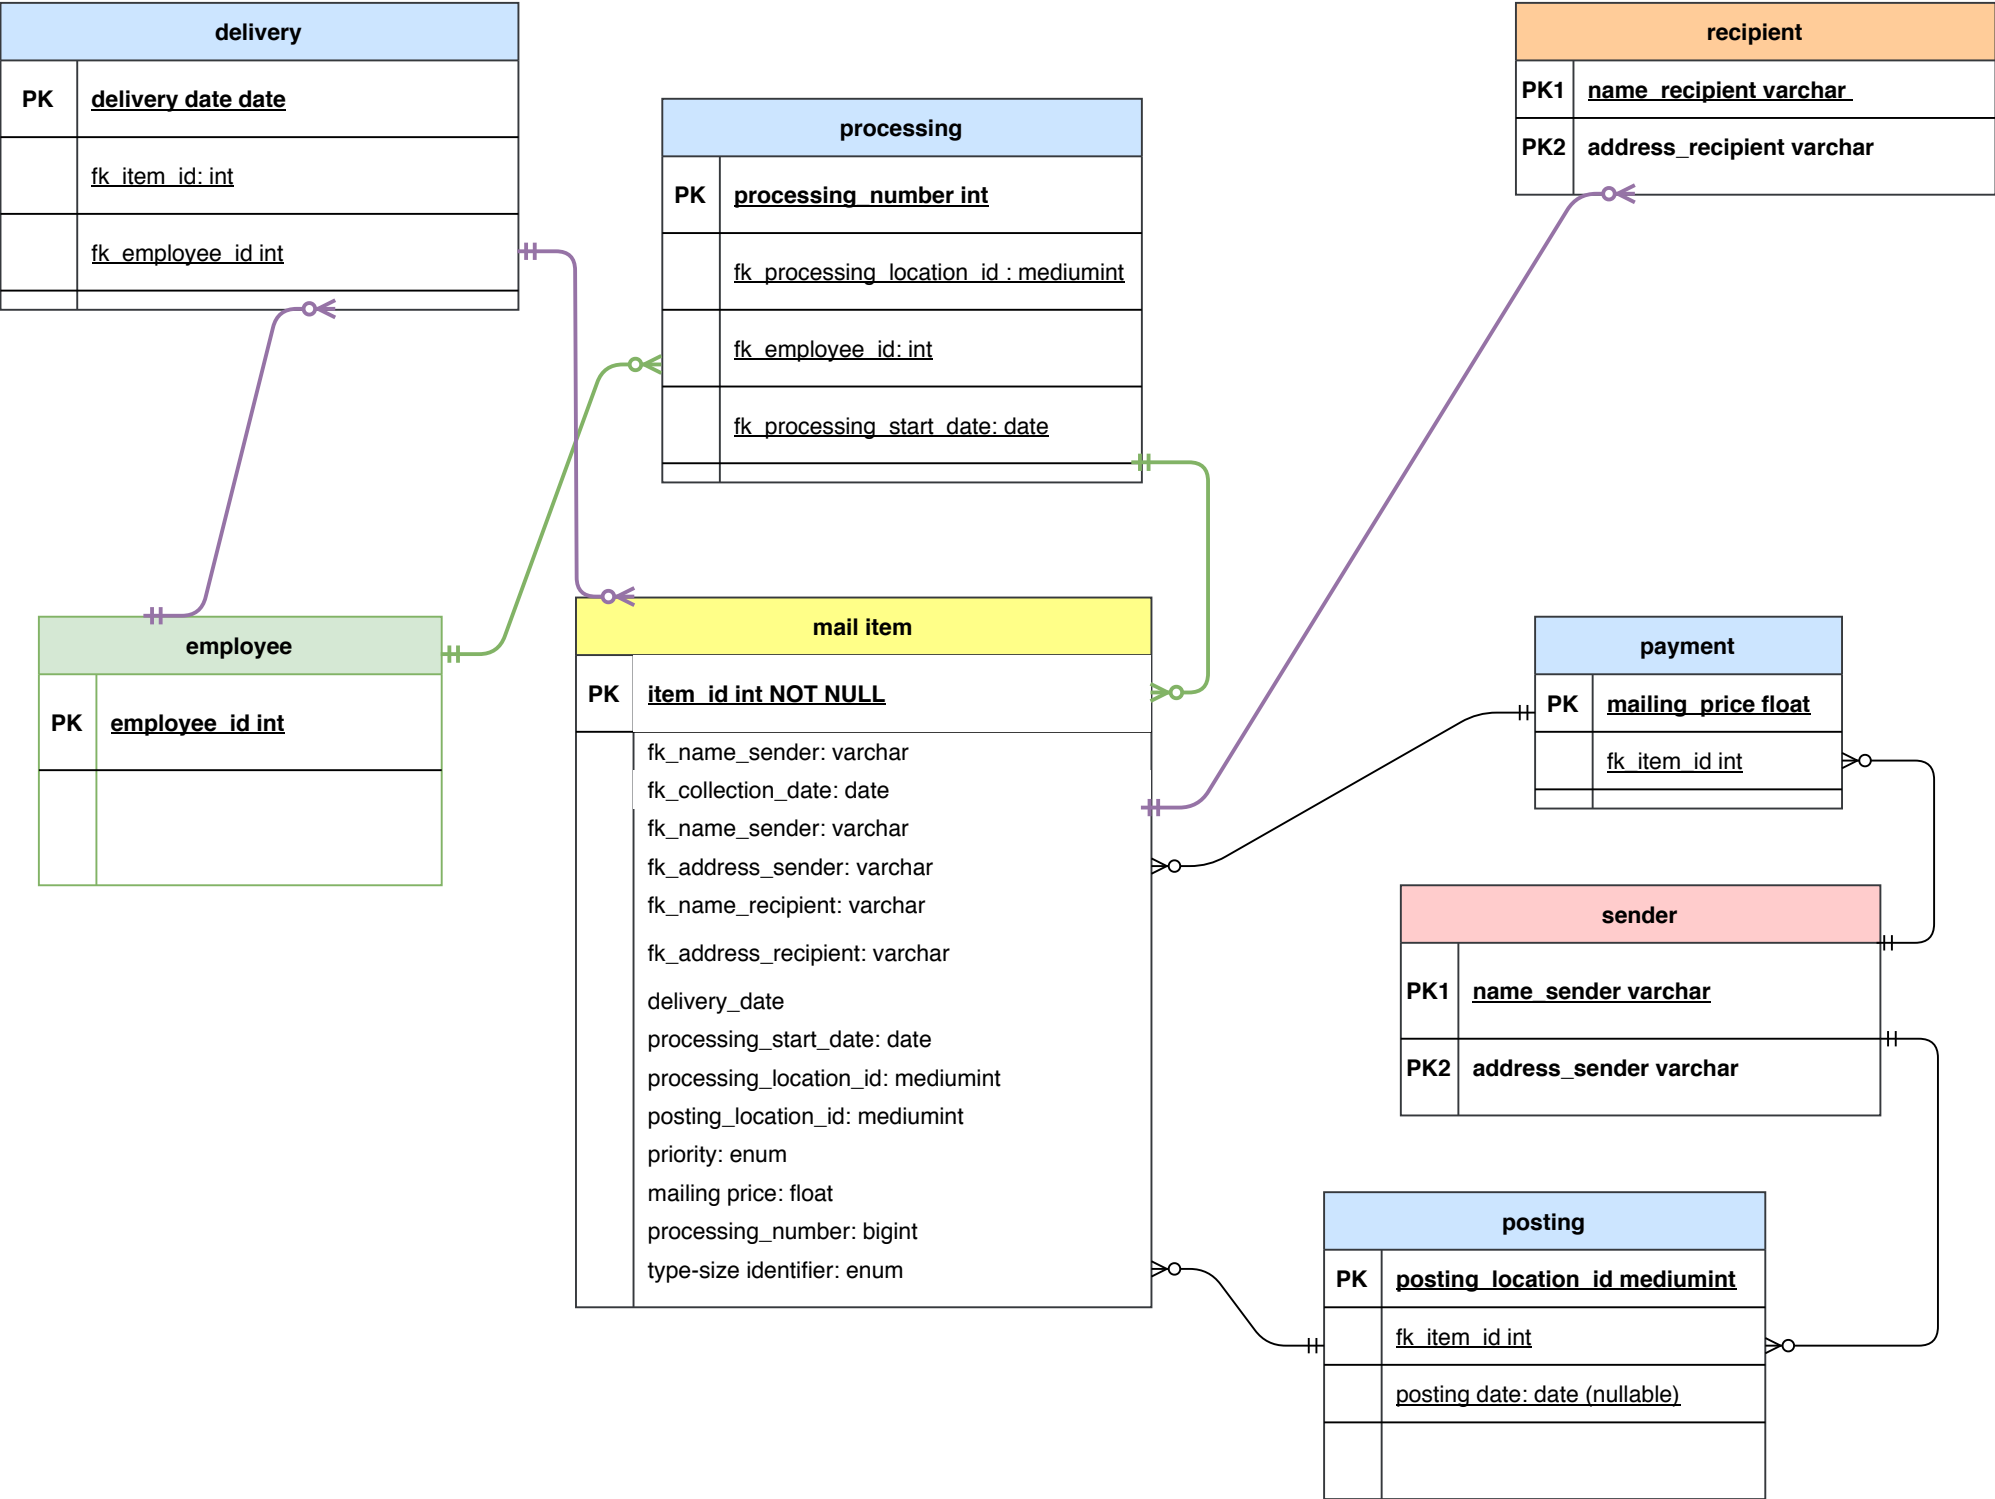 delivery
PK delivery date date
fk_item_id: int
fk_employee_id int
processing
PK processing_number int
fk_processing_location_id : mediumint
fk_employee_id: int
fk_processing_start_date: date
recipient
PK1 name_recipient varchar
PK2 address_recipient varchar
employee
PK employee_id int
mail item
PK item_id int NOT NULL
fk_name_sender: varchar
fk_collection_date: date
fk_name_sender: varchar
fk_address_sender: varchar
fk_name_recipient: varchar
fk_address_recipient: varchar
delivery_date
processing_start_date: date
processing_location_id: mediumint
posting_location_id: mediumint
priority: enum
mailing price: float
processing_number: bigint
type-size identifier: enum
payment
PK mailing_price float
fk_item_id int
sender
PK1 name_sender varchar
PK2 address_sender varchar
posting
PK posting_location_id mediumint
fk_item_id int
posting date: date (nullable)